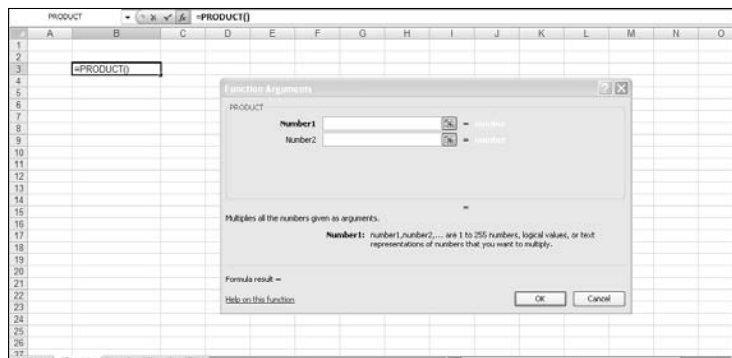 PRODUCT =PRODUCT()
A B C D E F G H I J K L M N O
1
2
3 =PRODUCT()
4
5 Function Arguments
6
7 PRODUCT
8 Number1 = number
9 Number2 = number
10
11
12
13
14
15 =
16 Multiplies all the numbers given as arguments.
17 Number1: number1,number2,... are 1 to 255 numbers, logical values, or text
18 representations of numbers that you want to multiply.
19
20
21 Formula result =
22 Help on this function OK Cancel
23
24
25
26
27